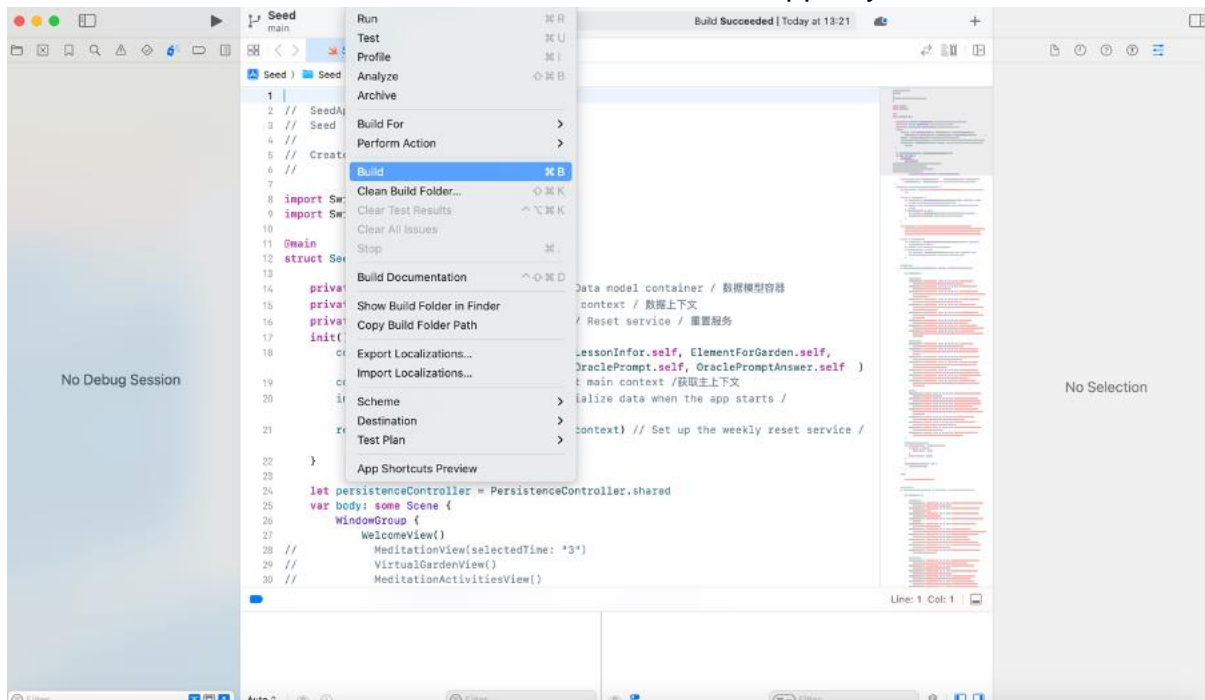 Seed
main
Build Succeeded | Today at 13:21
Seed
Seed
Run ⌘ R
Test ⌘ U
Profile ⌘ I
Analyze ⇧ ⌘ B
Archive
Build For
Perform Action
Build ⌘ B
Clean Build Folder... ⇧ ⌘ K
Clear Test Results ^ ⌥ ⌘ K
Clear All Issues
Stop ⌘ .
Build Documentation ^ ⇧ ⌘ D
Show Build Folder in Finder
Copy Build Folder Path
Export Localizations...
Import Localizations...
Scheme
Destination
Test Plan
App Shortcuts Preview
1
2 // SeedA
3 // Seed
4 //
5 // Creat
6 //
7
8 import Sw
9 import Sw
10
11 @main
12 struct See
13
14 privat Data model container / 数据模型容器
15 privat context / 数据上下文
16 privat / Reset service / 重置服务
17 init(
18 LessonInfor.self, ElementForGarden.self,
OraclePrompt.self, OraclePromptAnswer.self )
19 main context /获取主上下文
20 ialize data when the app starts /
21 context) // Set up the weekly reset service /
22 }
23
24 let persistenceController = PersistenceController.shared
25 var body: some Scene {
26 WindowGroup {
27 WelcomeView()
28 // MeditationView(selectedTime: "3")
29 // VirtualGardenView()
30 // MeditationActivitiesView()
No Debug Session
No Selection
Line: 1 Col: 1
Filter
Auto
Filter
Filter